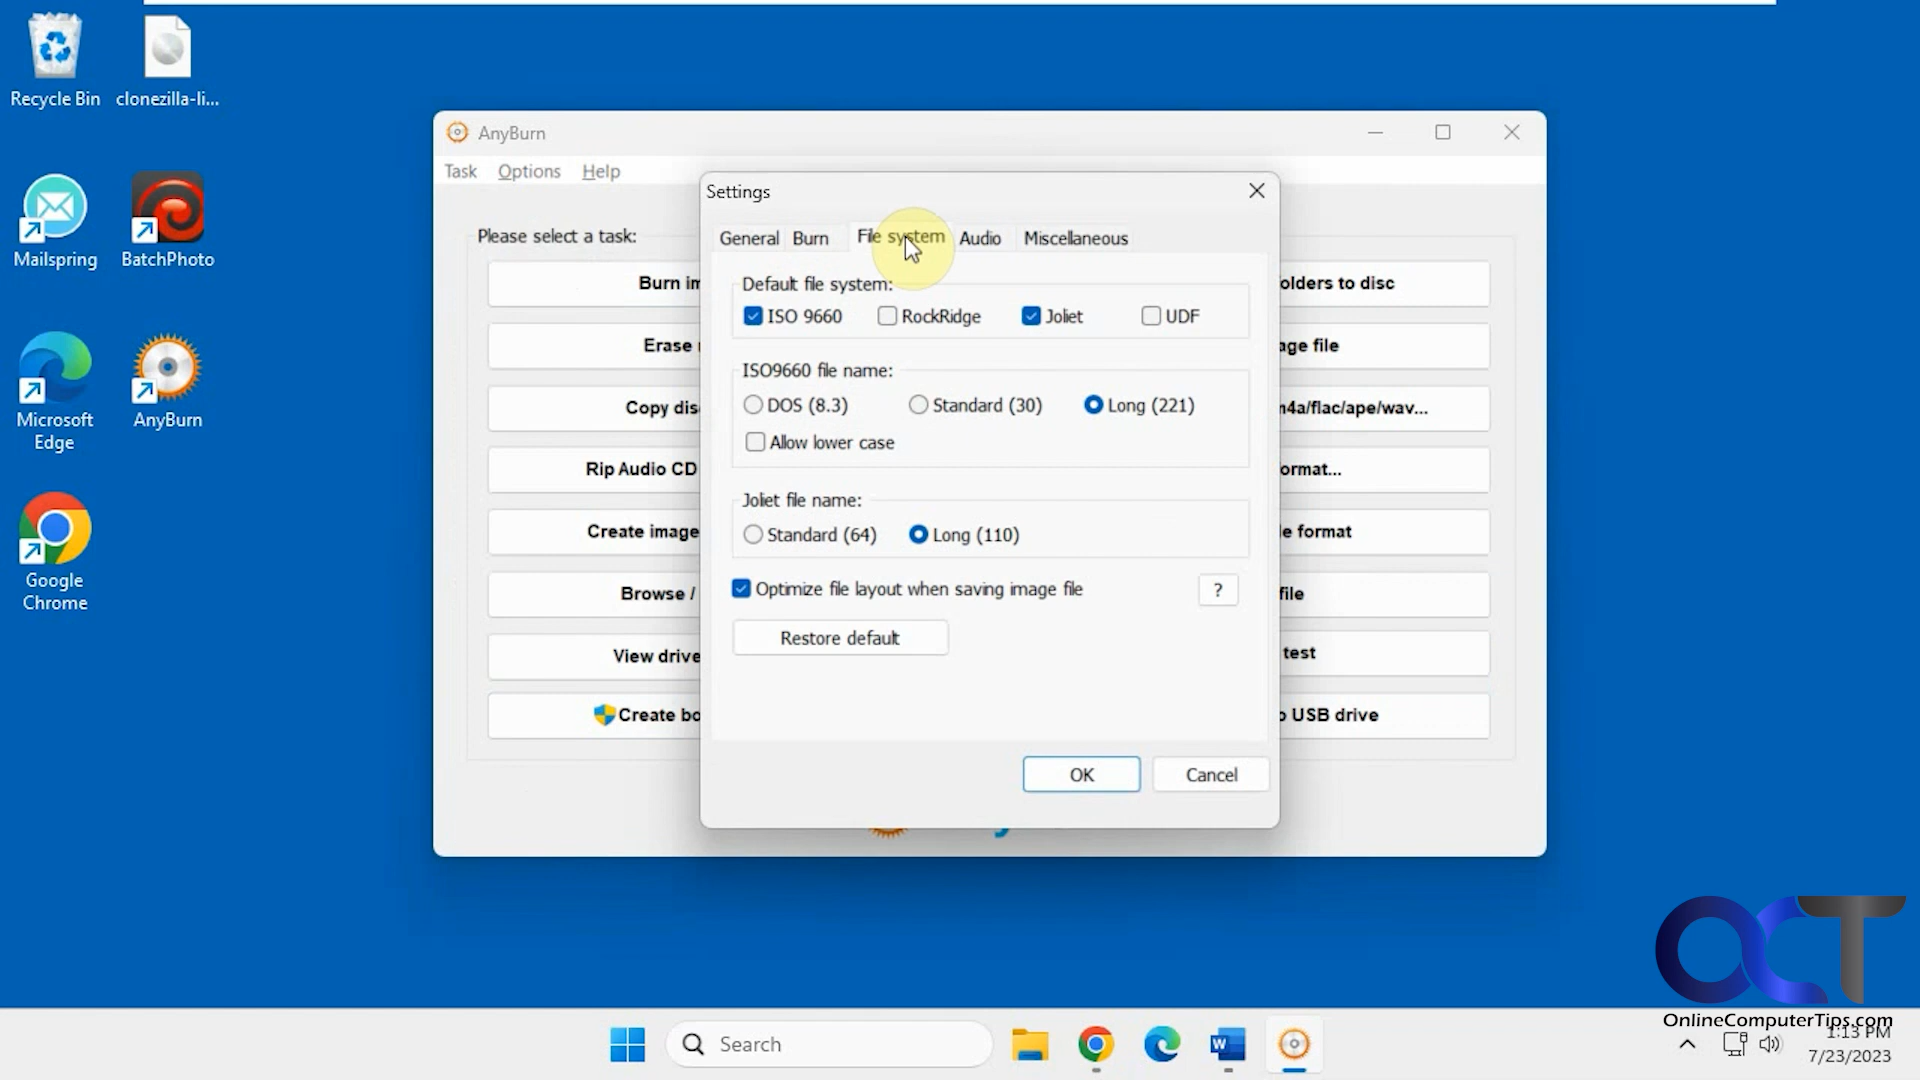 Recycle Bin
clonezilla-li...
Mailspring
BatchPhoto
Microsoft
Edge
AnyBurn
Google
Chrome
AnyBurn
Task Options Help
Please select a task:
Burn im
olders to disc
Erase
age file
Copy dis
n4a/flac/ape/wav...
Rip Audio CD
ormat...
Create image
e format
Browse /
file
View drive
test
Create bo
o USB drive
Settings
General Burn File system Audio Miscellaneous
Default file system:
ISO 9660 RockRidge Joliet UDF
ISO9660 file name:
DOS (8.3) Standard (30) Long (221)
Allow lower case
Joliet file name:
Standard (64) Long (110)
Optimize file layout when saving image file ?
Restore default
OK Cancel
OCT
OnlineComputerTips.com
Search
1:13 PM
7/23/2023